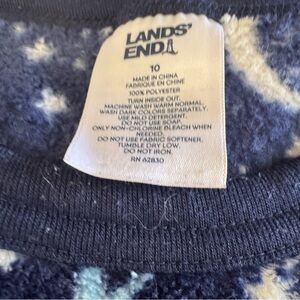 LANDS'
END
10
MADE IN CHINA
FABRIQUE EN CHINE
100% POLYESTER
TURN INSIDE OUT.
MACHINE WASH WARM NORMAL.
WASH DARK COLORS SEPARATELY.
USE MILD DETERGENT.
DO NOT USE SOAP.
ONLY NON-CHLORINE BLEACH WHEN
NEEDED.
DO NOT USE FABRIC SOFTENER.
TUMBLE DRY LOW.
DO NOT IRON.
RN 62830